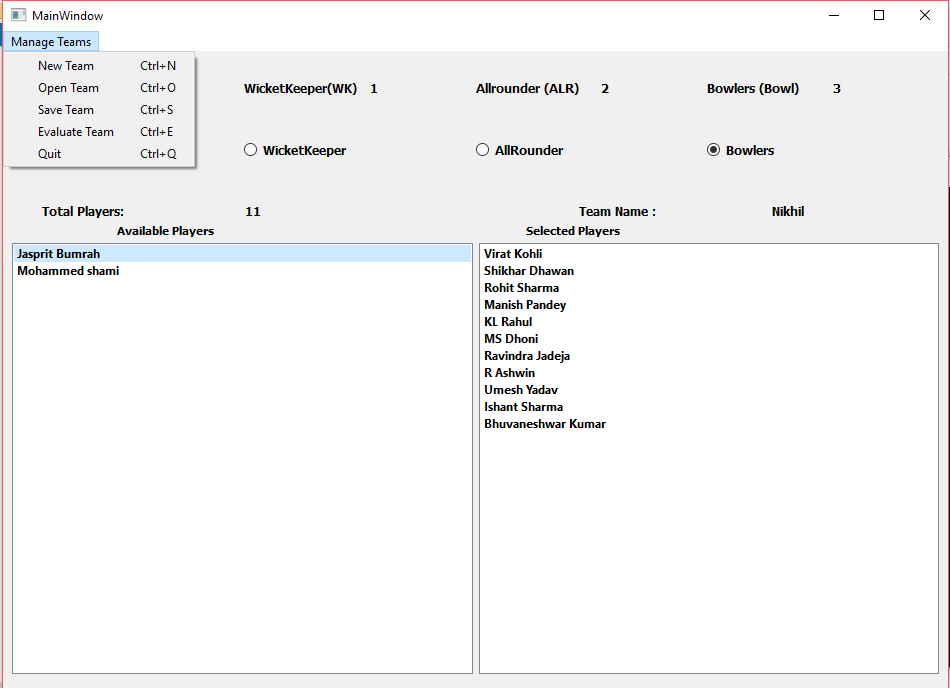 MainWindow
Manage Teams
New Team Ctrl+N
Open Team Ctrl+O
Save Team Ctrl+S
Evaluate Team Ctrl+E
Quit Ctrl+Q
WicketKeeper(WK) 1 Allrounder (ALR) 2 Bowlers (Bowl) 3
WicketKeeper AllRounder Bowlers
Total Players: 11 Team Name : Nikhil
Available Players Selected Players
Jasprit Bumrah
Mohammed shami
Virat Kohli
Shikhar Dhawan
Rohit Sharma
Manish Pandey
KL Rahul
MS Dhoni
Ravindra Jadeja
R Ashwin
Umesh Yadav
Ishant Sharma
Bhuvaneshwar Kumar